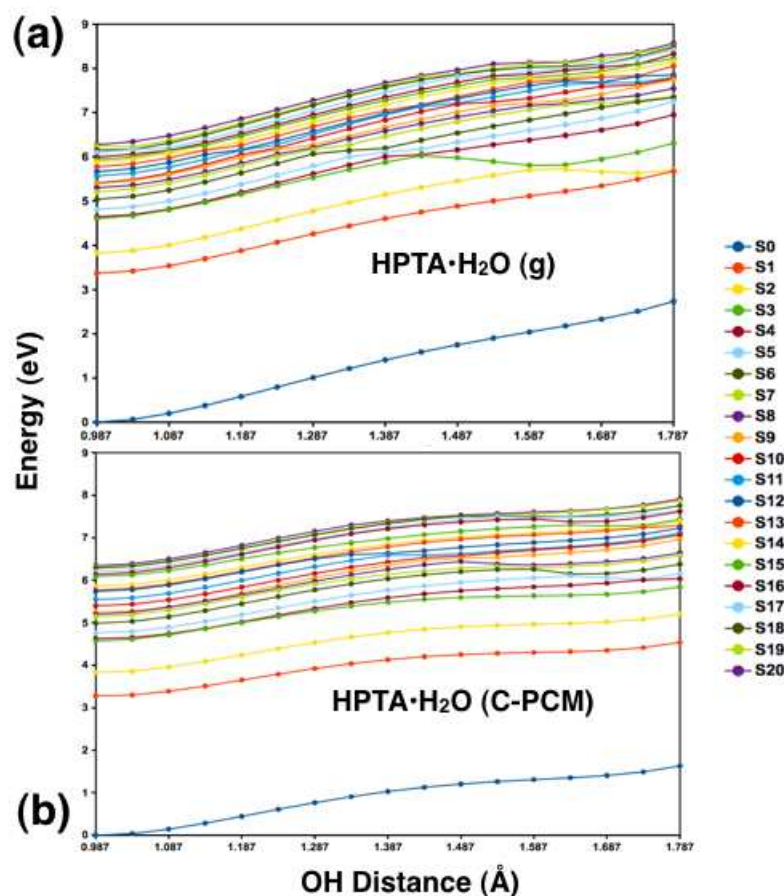 (a)
9
8
7
6
5
4
3
2
1
0
HPTA·H₂O (g)
0.987 1.087 1.187 1.287 1.387 1.487 1.587 1.687 1.787
Energy (eV)
S0
S1
S2
S3
S4
S5
S6
S7
S8
S9
S10
S11
S12
S13
S14
S15
S16
S17
S18
S19
S20
9
8
7
6
5
4
3
2
1
0
HPTA·H₂O (C-PCM)
(b)
0.987 1.087 1.187 1.287 1.387 1.487 1.587 1.687 1.787
OH Distance (Å)